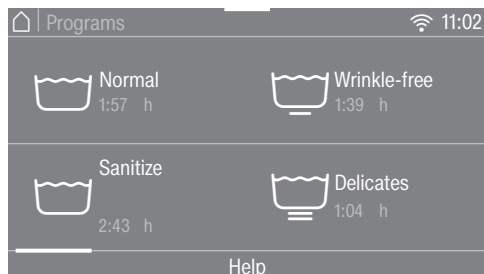 Programs 11:02
Normal
1:57 h
Wrinkle-free
1:39 h
Sanitize
2:43 h
Delicates
1:04 h
Help